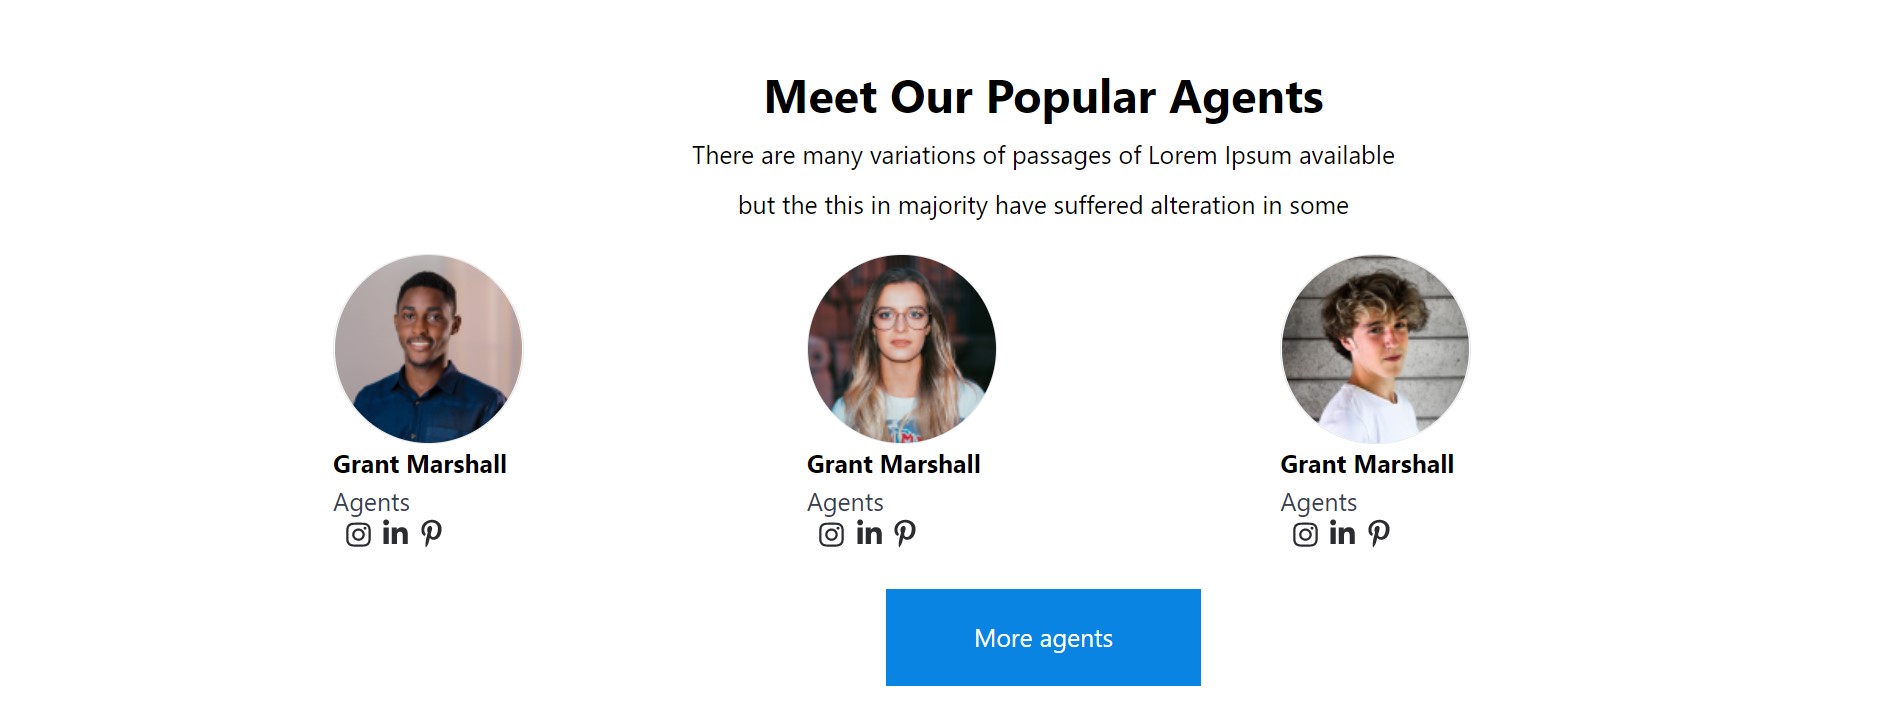 Meet Our Popular Agents
There are many variations of passages of Lorem Ipsum available
but the this in majority have suffered alteration in some
Grant Marshall
Agents
Grant Marshall
Agents
Grant Marshall
Agents
More agents